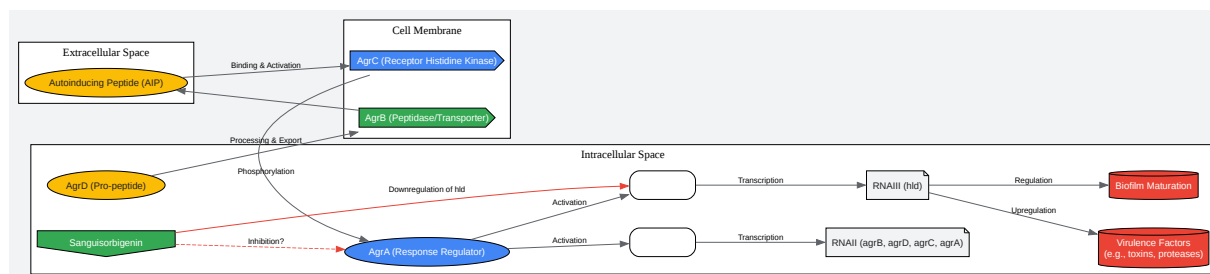 Cell Membrane
Extracellular Space
AgrC (Receptor Histidine Kinase)
Binding & Activation
Autoinducing Peptide (AIP)
AgrB (Peptidase/Transporter)
Processing & Export
Intracellular Space
Phosphorylation
AgrD (Pro-peptide)
Downregulation of hld
Transcription
RNAIII (hld)
Regulation
Biofilm Maturation
Activation
Upregulation
Sanguisorbigenin
Inhibition?
AgrA (Response Regulator)
Activation
Transcription
RNAII (agrB, agrD, agrC, agrA)
Virulence Factors
(e.g., toxins, proteases)